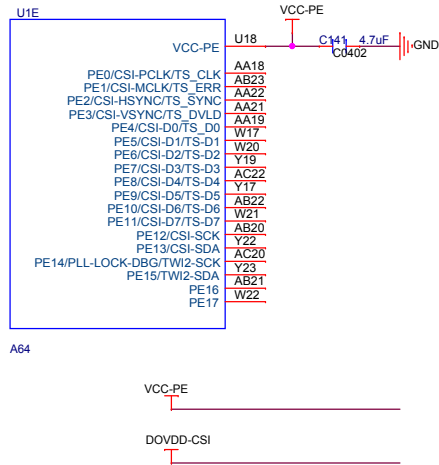 U1E
VCC-PE
VCC-PE U18 C141 4.7uF GND
C0402
PE0/CSI-PCLK/TS_CLK AA18
PE1/CSI-MCLK/TS_ERR AB23
PE2/CSI-HSYNC/TS_SYNC AA22
PE3/CSI-VSYNC/TS_DVLD AA21
PE4/CSI-D0/TS_D0 AA19
PE5/CSI-D1/TS-D1 W17
PE6/CSI-D2/TS-D2 W20
PE7/CSI-D3/TS-D3 Y19
PE8/CSI-D4/TS-D4 AC22
PE9/CSI-D5/TS-D5 Y17
PE10/CSI-D6/TS-D6 AB22
PE11/CSI-D7/TS-D7 W21
PE12/CSI-SCK AB20
PE13/CSI-SDA Y22
PE14/PLL-LOCK-DBG/TWI2-SCK AC20
PE15/TWI2-SDA Y23
PE16 AB21
PE17 W22
A64
VCC-PE
DOVDD-CSI